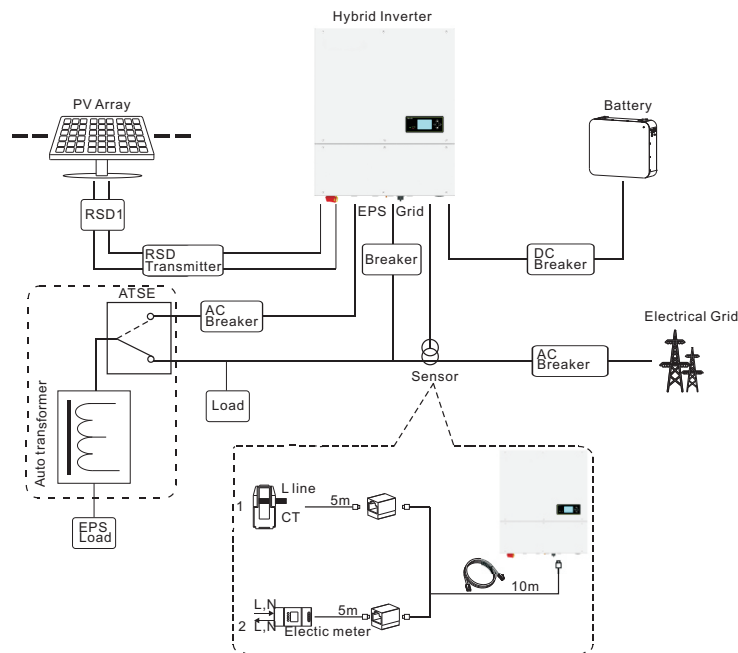 Hybrid Inverter
PV Array
Battery
RSD1
EPS Grid
RSD
Transmitter
Breaker
DC
Breaker
ATSE
AC
Breaker
Electrical Grid
AC
Breaker
Sensor
Load
Auto transformer
EPS
Load
1
L line
CT
5m
10m
L,N
2 L,N
Electic meter
5m